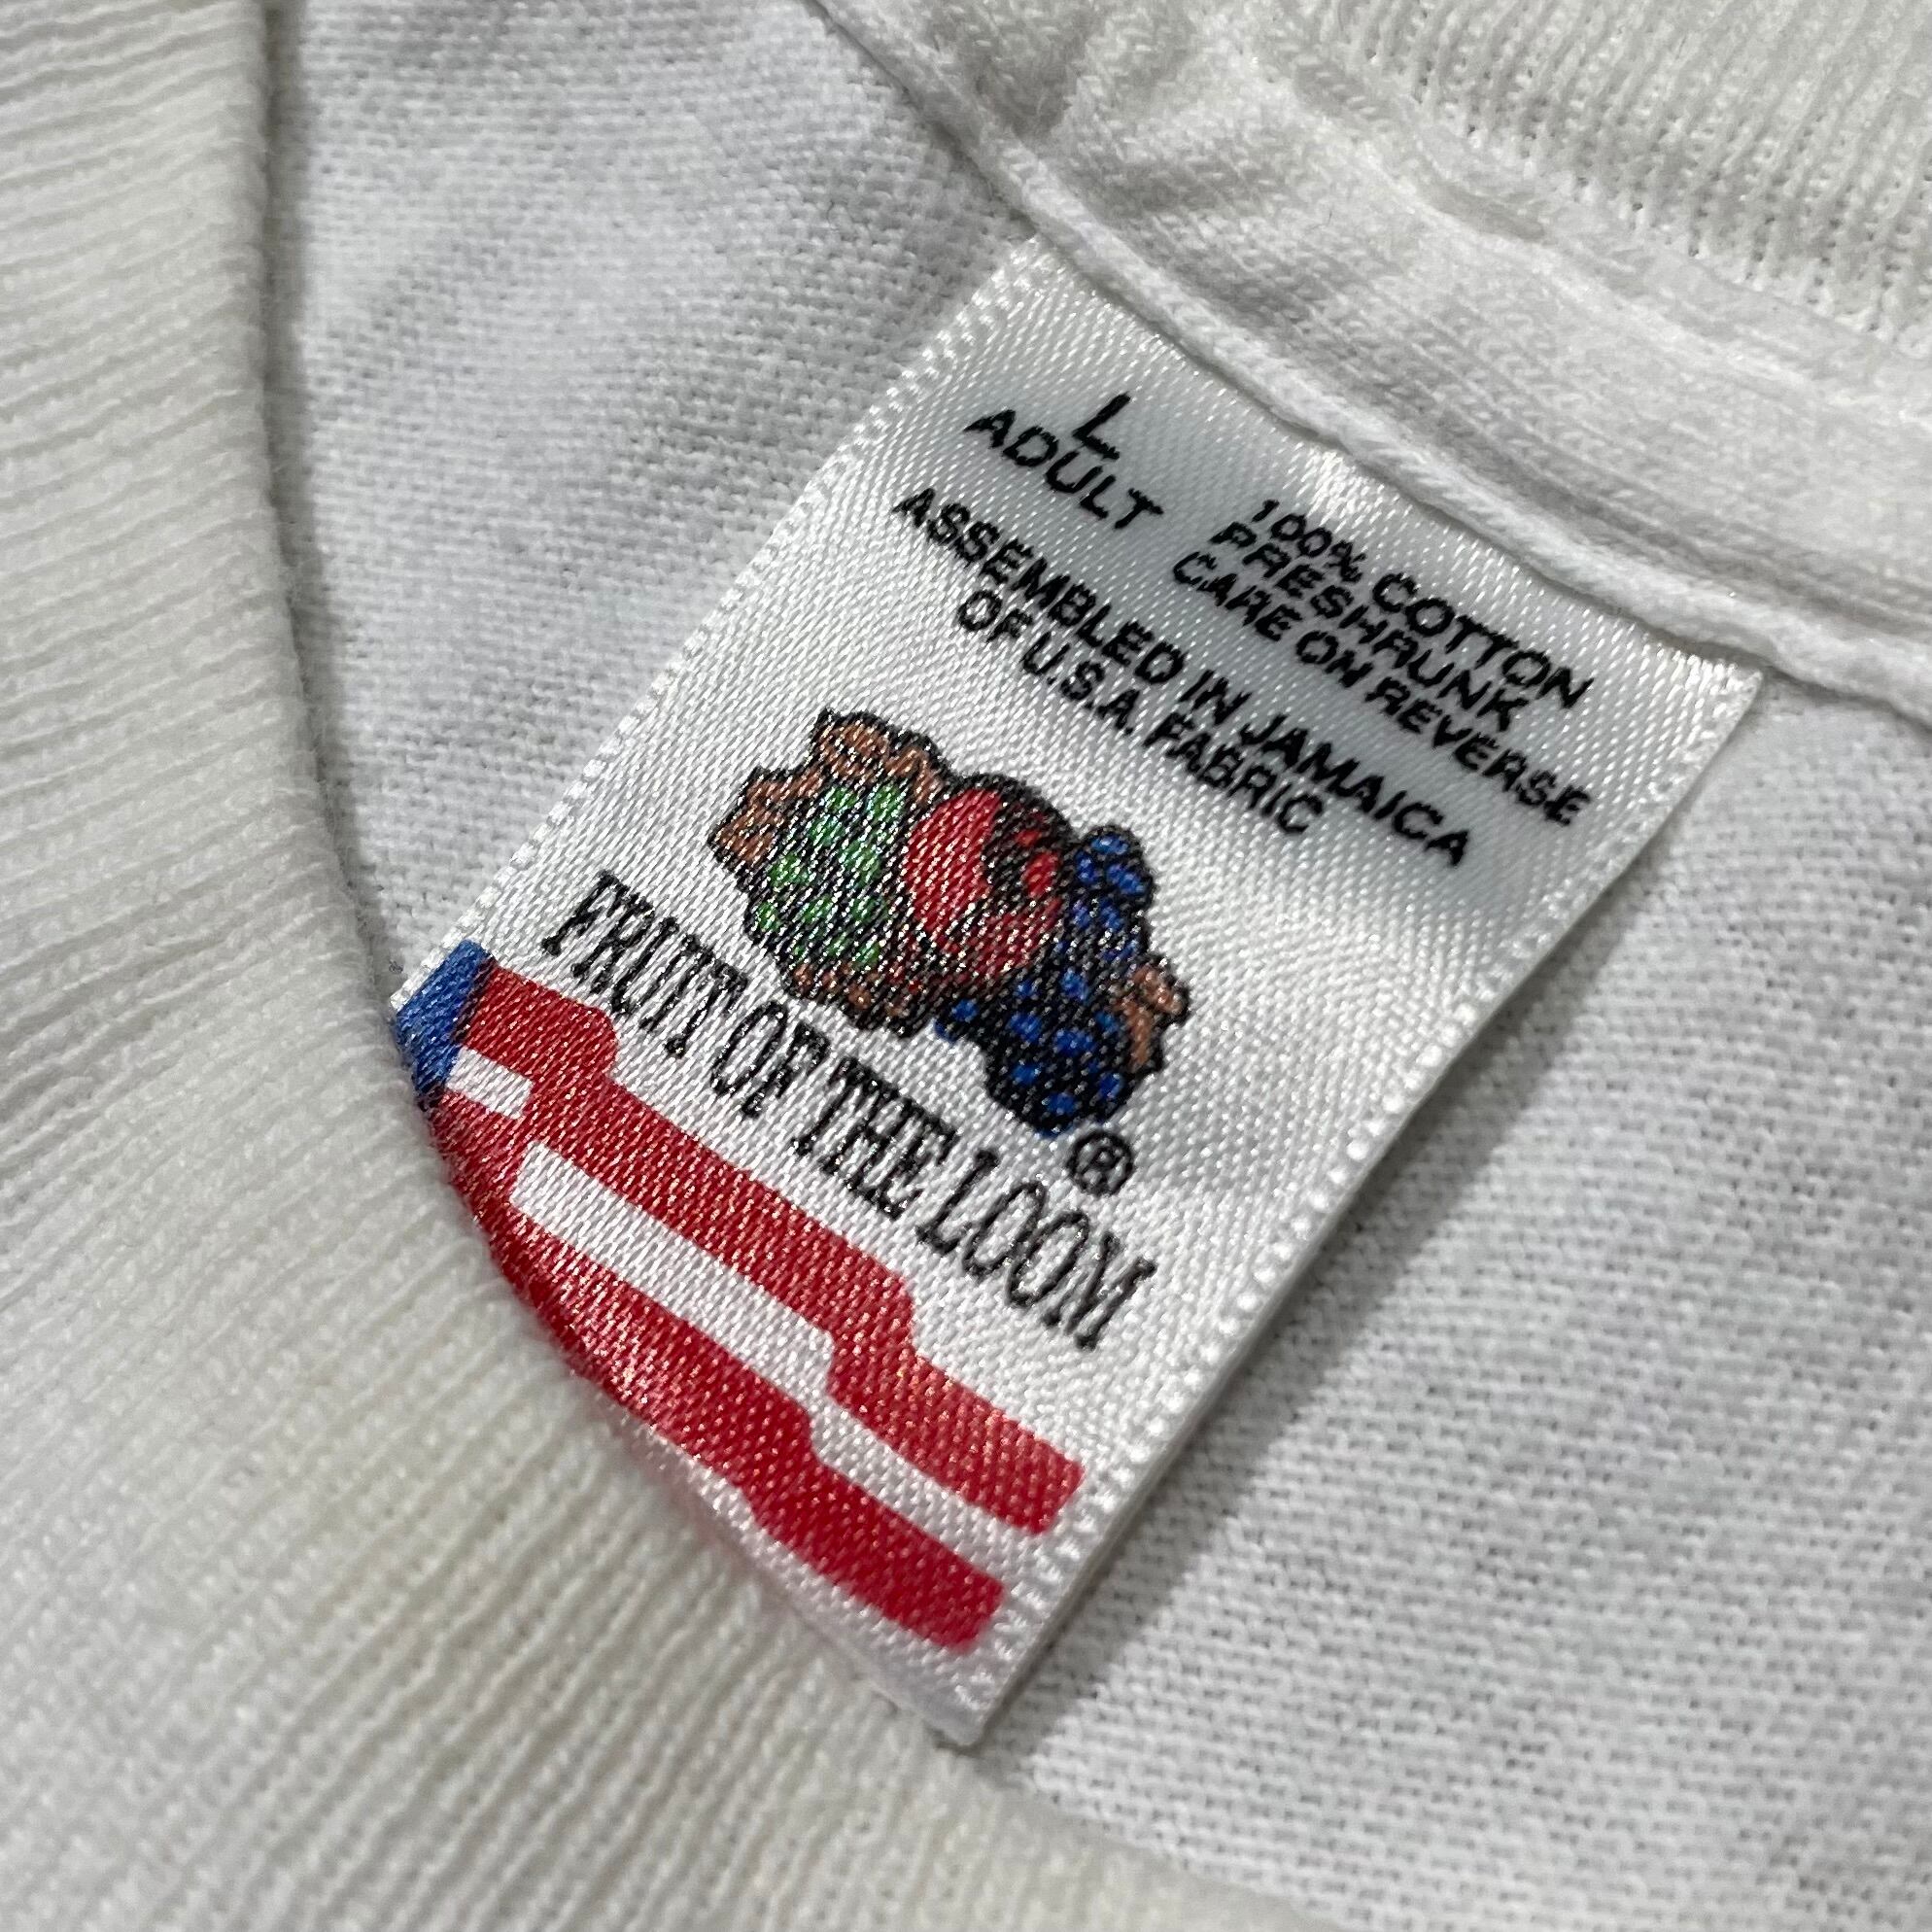 L
ADULT
100% COTTON
PRESHRUNK
CARE ON REVERSE
ASSEMBLED IN JAMAICA
OF U.S.A. FABRIC
®
FRUIT OF THE LOOM